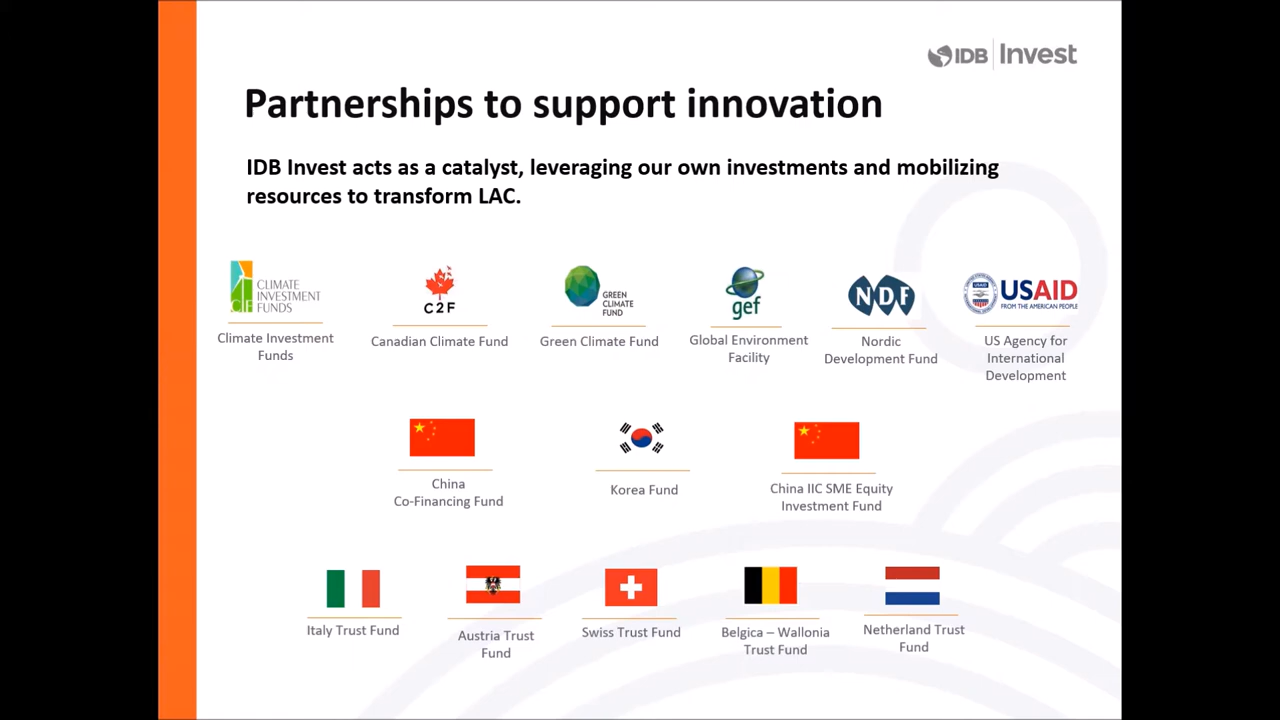 IDB Invest
Partnerships to support innovation
IDB Invest acts as a catalyst, leveraging our own investments and mobilizing
resources to transform LAC.
CIF
CLIMATE
INVESTMENT
FUNDS
C2F
GREEN
CLIMATE
FUND
gef
NDF
USAID
USAID
FROM THE AMERICAN PEOPLE
Climate Investment
Funds
Canadian Climate Fund
Green Climate Fund
Global Environment
Facility
Nordic
Development Fund
US Agency for
International
Development
China
Co-Financing Fund
Korea Fund
China IIC SME Equity
Investment Fund
Italy Trust Fund
Austria Trust
Fund
Swiss Trust Fund
Belgica – Wallonia
Trust Fund
Netherland Trust
Fund